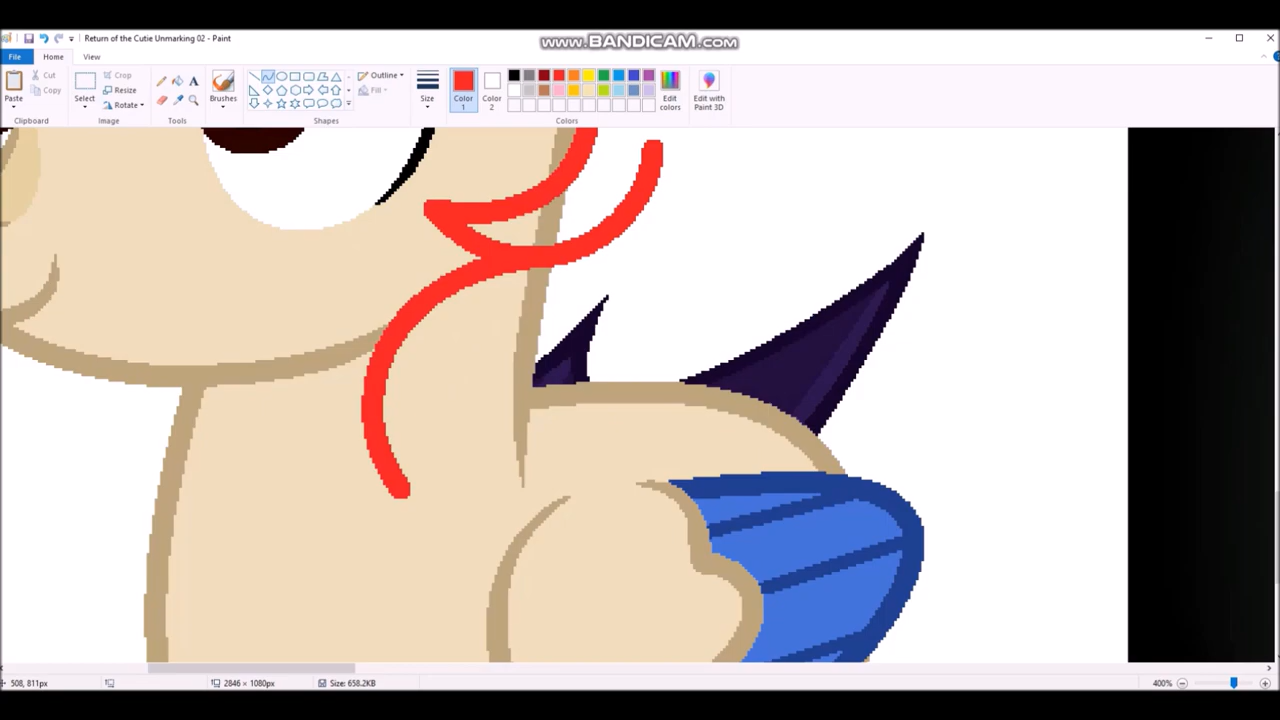 Return of the Cutie Unmarking 02 - Paint
www.BANDICAM.com
File
Home
View
Paste
Cut
Copy
Clipboard
Select
Crop
Resize
Rotate
Image
Tools
Brushes
Shapes
Outline
Fill
Size
Color 1
Color 2
Edit colors
Edit with Paint 3D
Colors
508, 811px
2846 × 1080px
Size: 658.2KB
400%